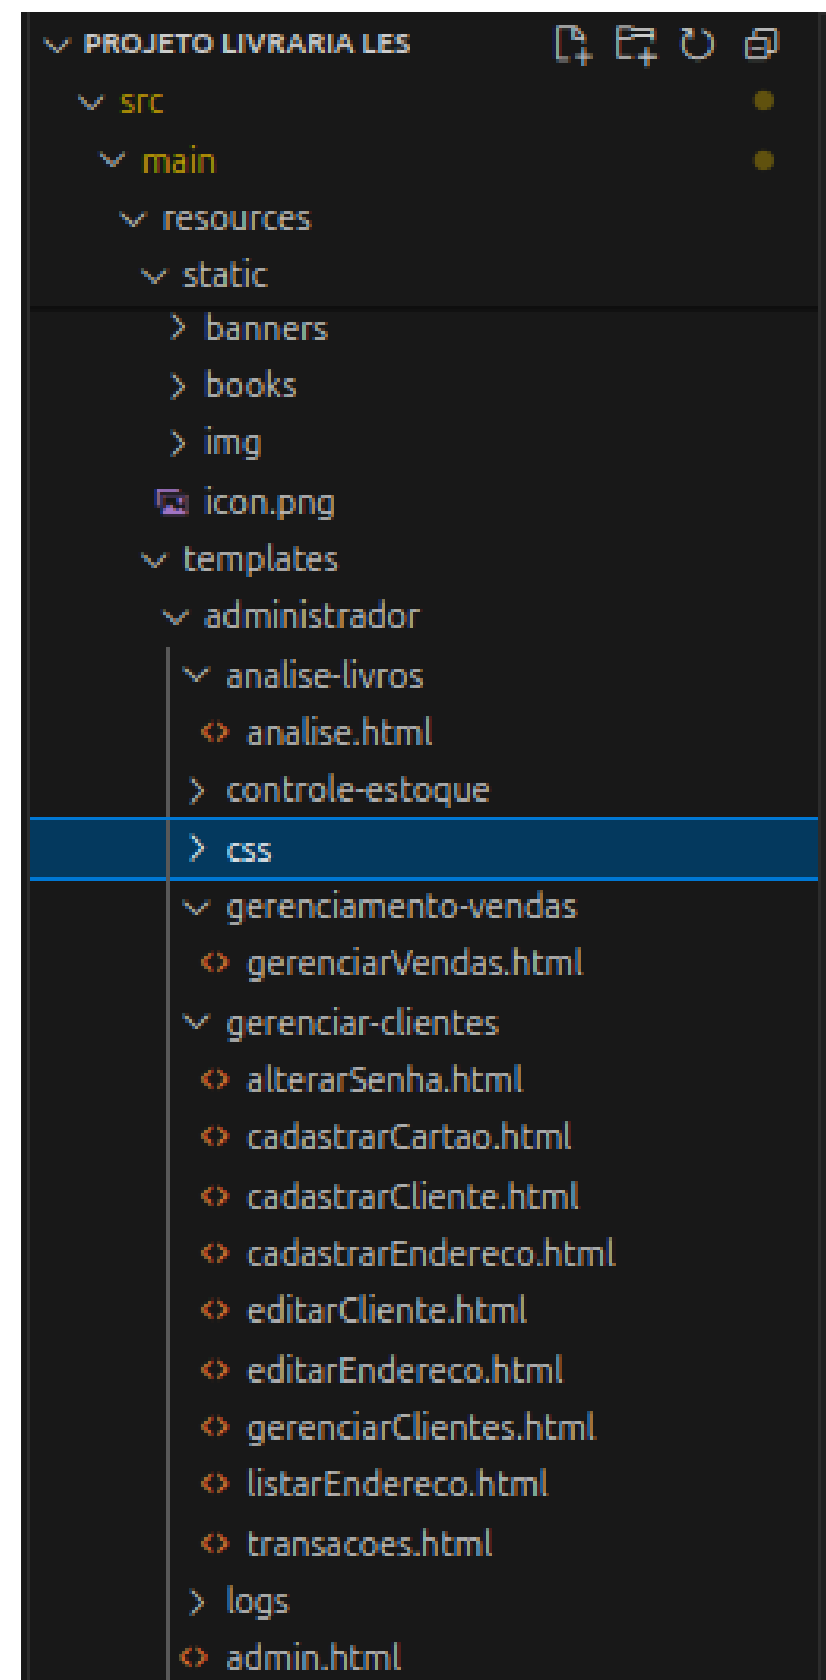 PROJETO LIVRARIA LES
src
main
resources
static
banners
books
img
icon.png
templates
administrador
analise-livros
analise.html
controle-estoque
css
gerenciamento-vendas
gerenciarVendas.html
gerenciar-clientes
alterarSenha.html
cadastrarCartao.html
cadastrarCliente.html
cadastrarEndereco.html
editarCliente.html
editarEndereco.html
gerenciarClientes.html
listarEndereco.html
transacoes.html
logs
admin.html